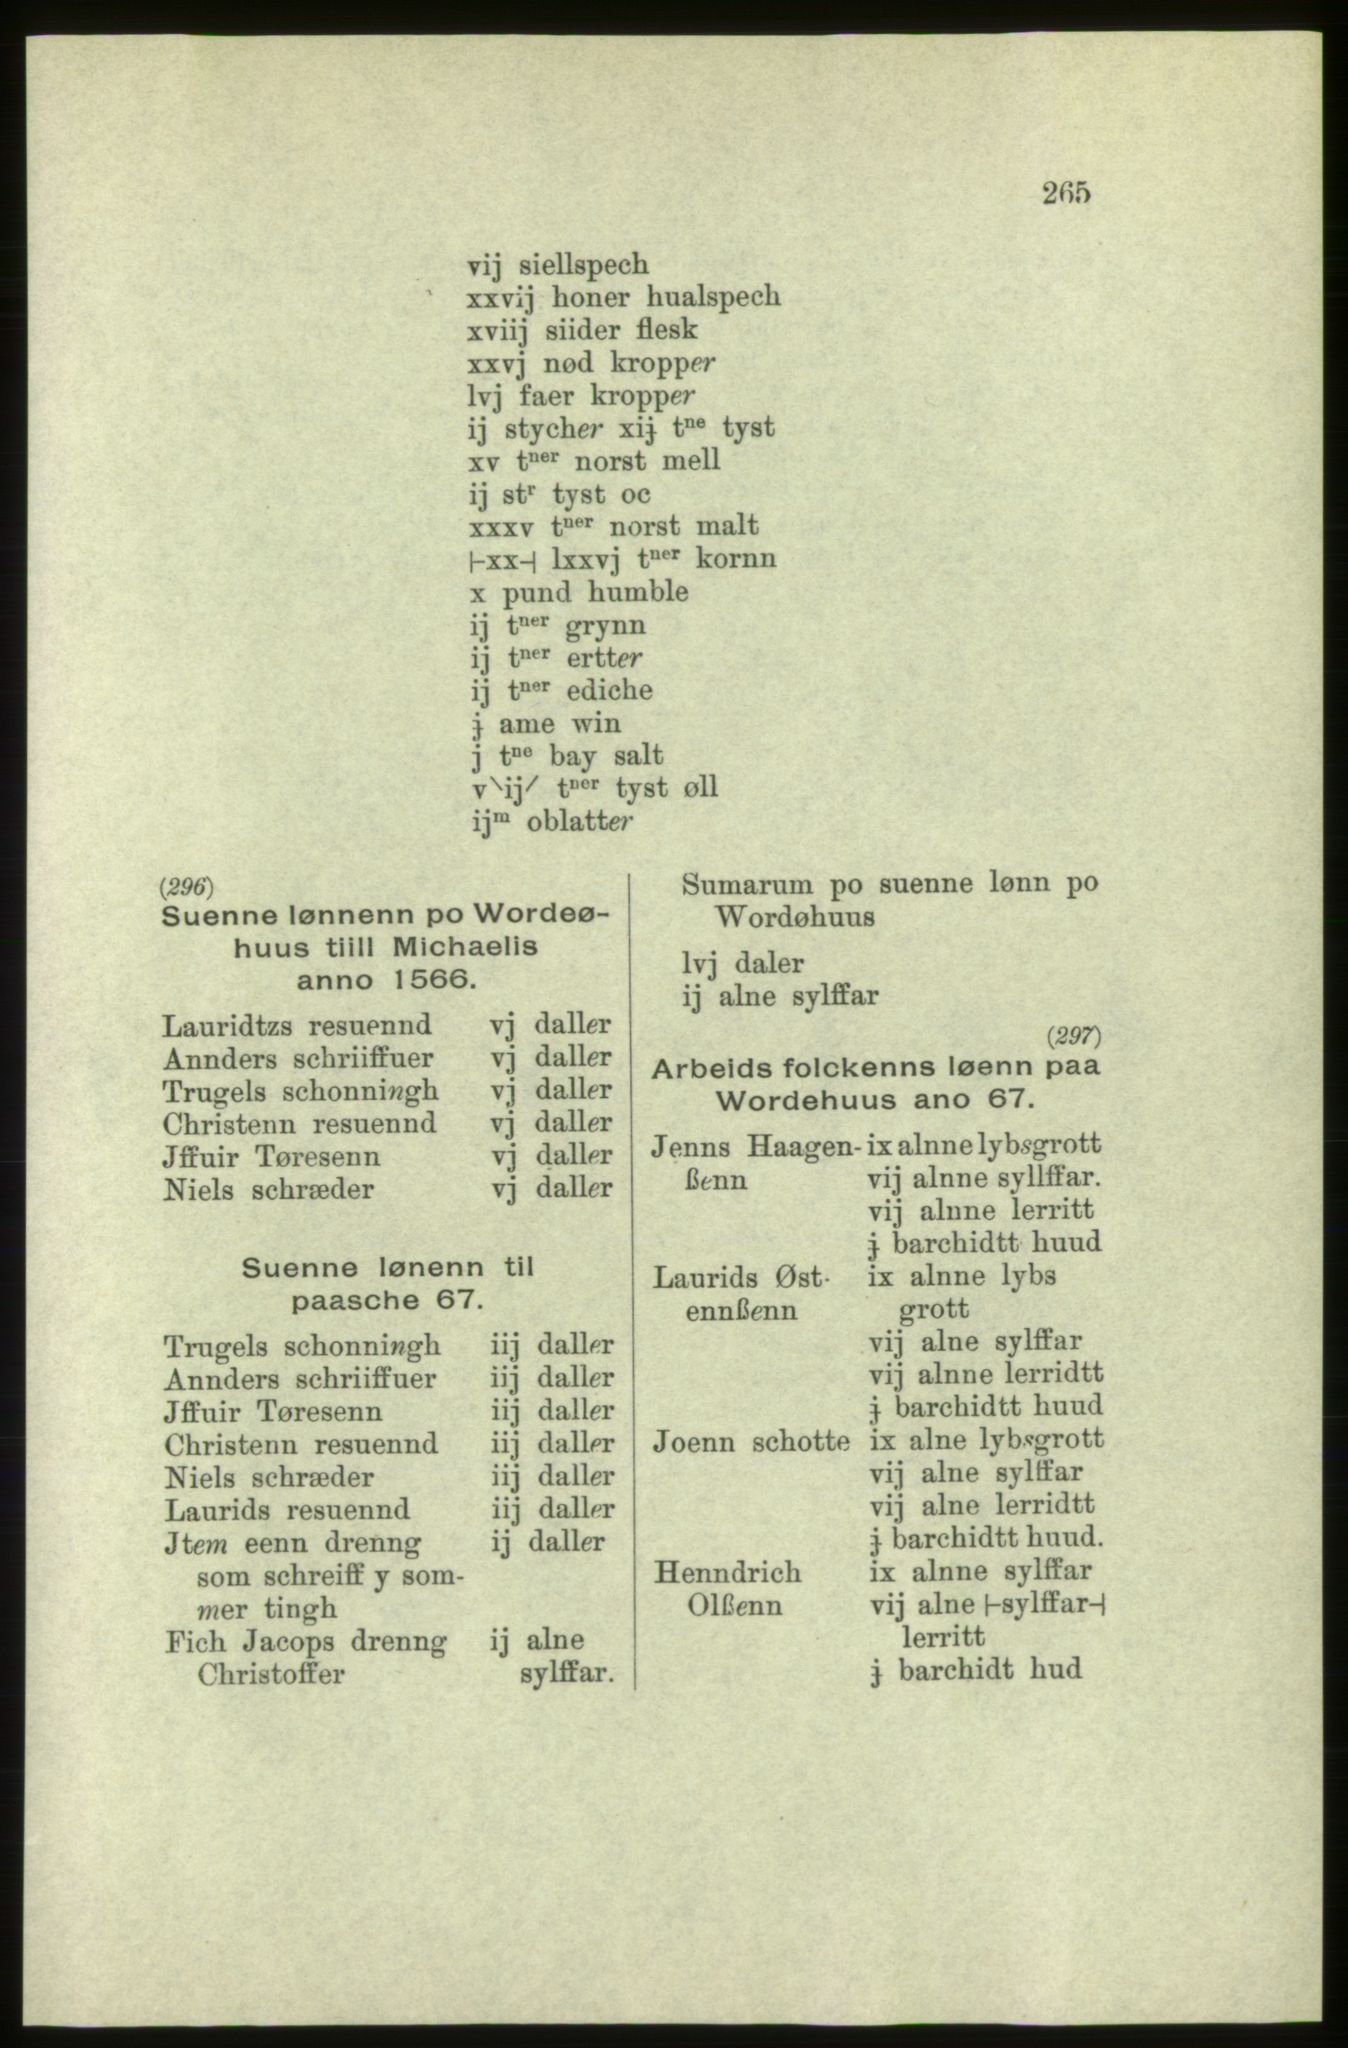 265
vij siellspech
xxvij honer hualspech
xviij siider flesk
xxvj nød kropper
lvj faer kropper
ij stycher xiɉ tⁿᵉ tyst
xv tⁿᵉʳ norst mell
ij stʳ tyst oc
xxxv tⁿᵉʳ norst malt
⊢xx⊣ lxxvj tⁿᵉʳ kornn
x pund humble
ij tⁿᵉʳ grynn
ij tⁿᵉʳ ertter
ij tⁿᵉʳ ediche
ɉ ame win
j tⁿᵉ bay salt
v\ij/ tⁿᵉʳ tyst øll
ijᵐ oblatter
(296)
Suenne lønnenn po Wordeø-
huus tiill Michaelis
anno 1566.
Lauridtzs resuennd vj daller
Annders schriiffuer vj daller
Trugels schonningh vj daller
Christenn resuennd vj daller
Jffuir Tøresenn vj daller
Niels schræder vj daller
Suenne lønenn til
paasche 67.
Trugels schonningh iij daller
Annders schriiffuer iij daller
Jffuir Tøresenn iij daller
Christenn resuennd iij daller
Niels schræder iij daller
Laurids resuennd iij daller
Jtem eenn drenng ij daller
som schreiff y som-
mer tingh
Fich Jacops drenng ij alne
Christoffer sylffar.
Sumarum po suenne lønn po
Wordøhuus
lvj daler
ij alne sylffar
(297)
Arbeids folckenns løenn paa
Wordehuus ano 67.
Jenns Haagen- ix alnne lybsgrott
ßenn vij alnne syllffar.
vij alnne lerritt
ɉ barchidtt huud
Laurids Øst- ix alnne lybs
ennßenn grott
vij alne sylffar
vij alnne lerridtt
ɉ barchidtt huud
Joenn schotte ix alne lybsgrott
vij alne sylffar
vij alne lerridtt
ɉ barchidtt huud.
Henndrich ix alnne sylffar
Olßenn vij alne ⊢sylffar⊣
lerritt
ɉ barchidt hud